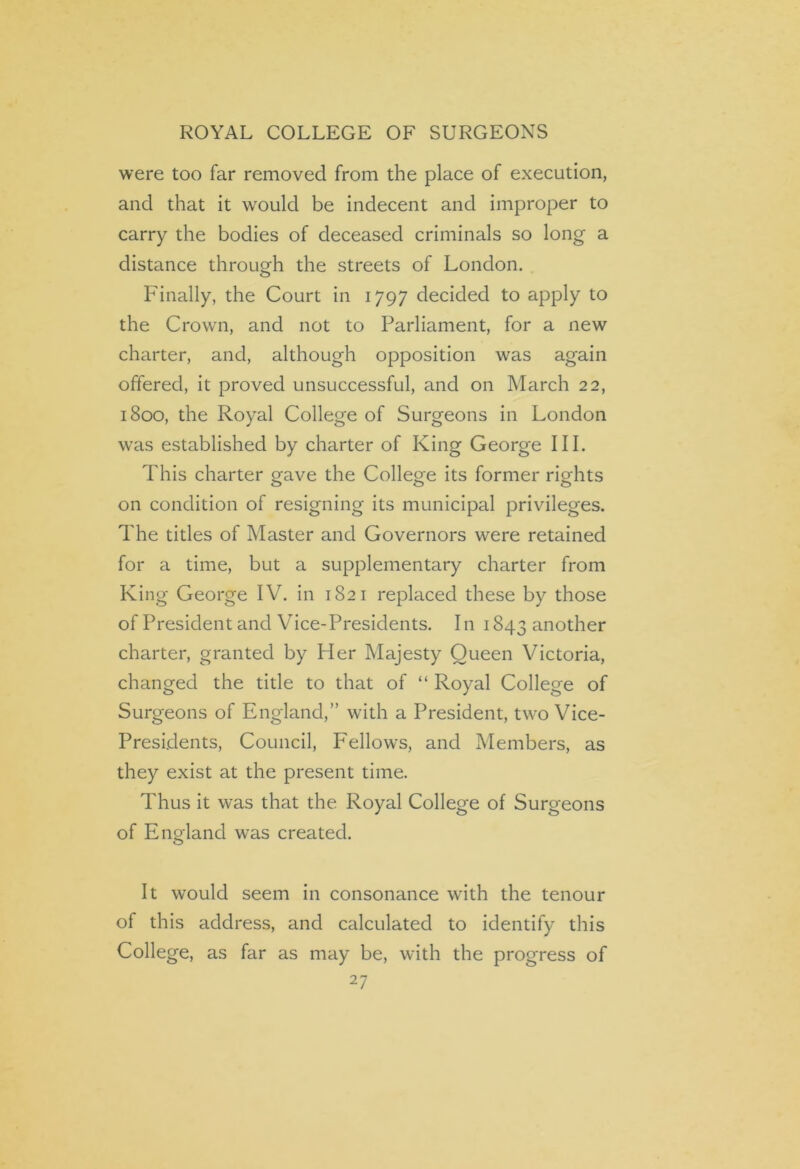 ROYAL COLLEGE OF SURGEONS
were too far removed from the place of execution,
and that it would be indecent and improper to
carry the bodies of deceased criminals so long a
distance through the streets of London.
Finally, the Court in 1797 decided to apply to
the Crown, and not to Parliament, for a new
charter, and, although opposition was again
offered, it proved unsuccessful, and on March 22,
1800, the Royal College of Surgeons in London
was established by charter of King George III.
This charter gave the College its former rights
on condition of resigning its municipal privileges.
The titles of Master and Governors were retained
for a time, but a supplementary charter from
King George IV. in 1821 replaced these by those
of President and Vice-Presidents. In 1843 another
charter, granted by Her Majesty Queen Victoria,
changed the title to that of “ Royal College of
Surgeons of England,” with a President, two Vice-
Presidents, Council, Fellows, and Members, as
they exist at the present time.
Thus it was that the Royal College of Surgeons
of England was created.
It would seem in consonance with the tenour
of this address, and calculated to identify this
College, as far as may be, with the progress of
27